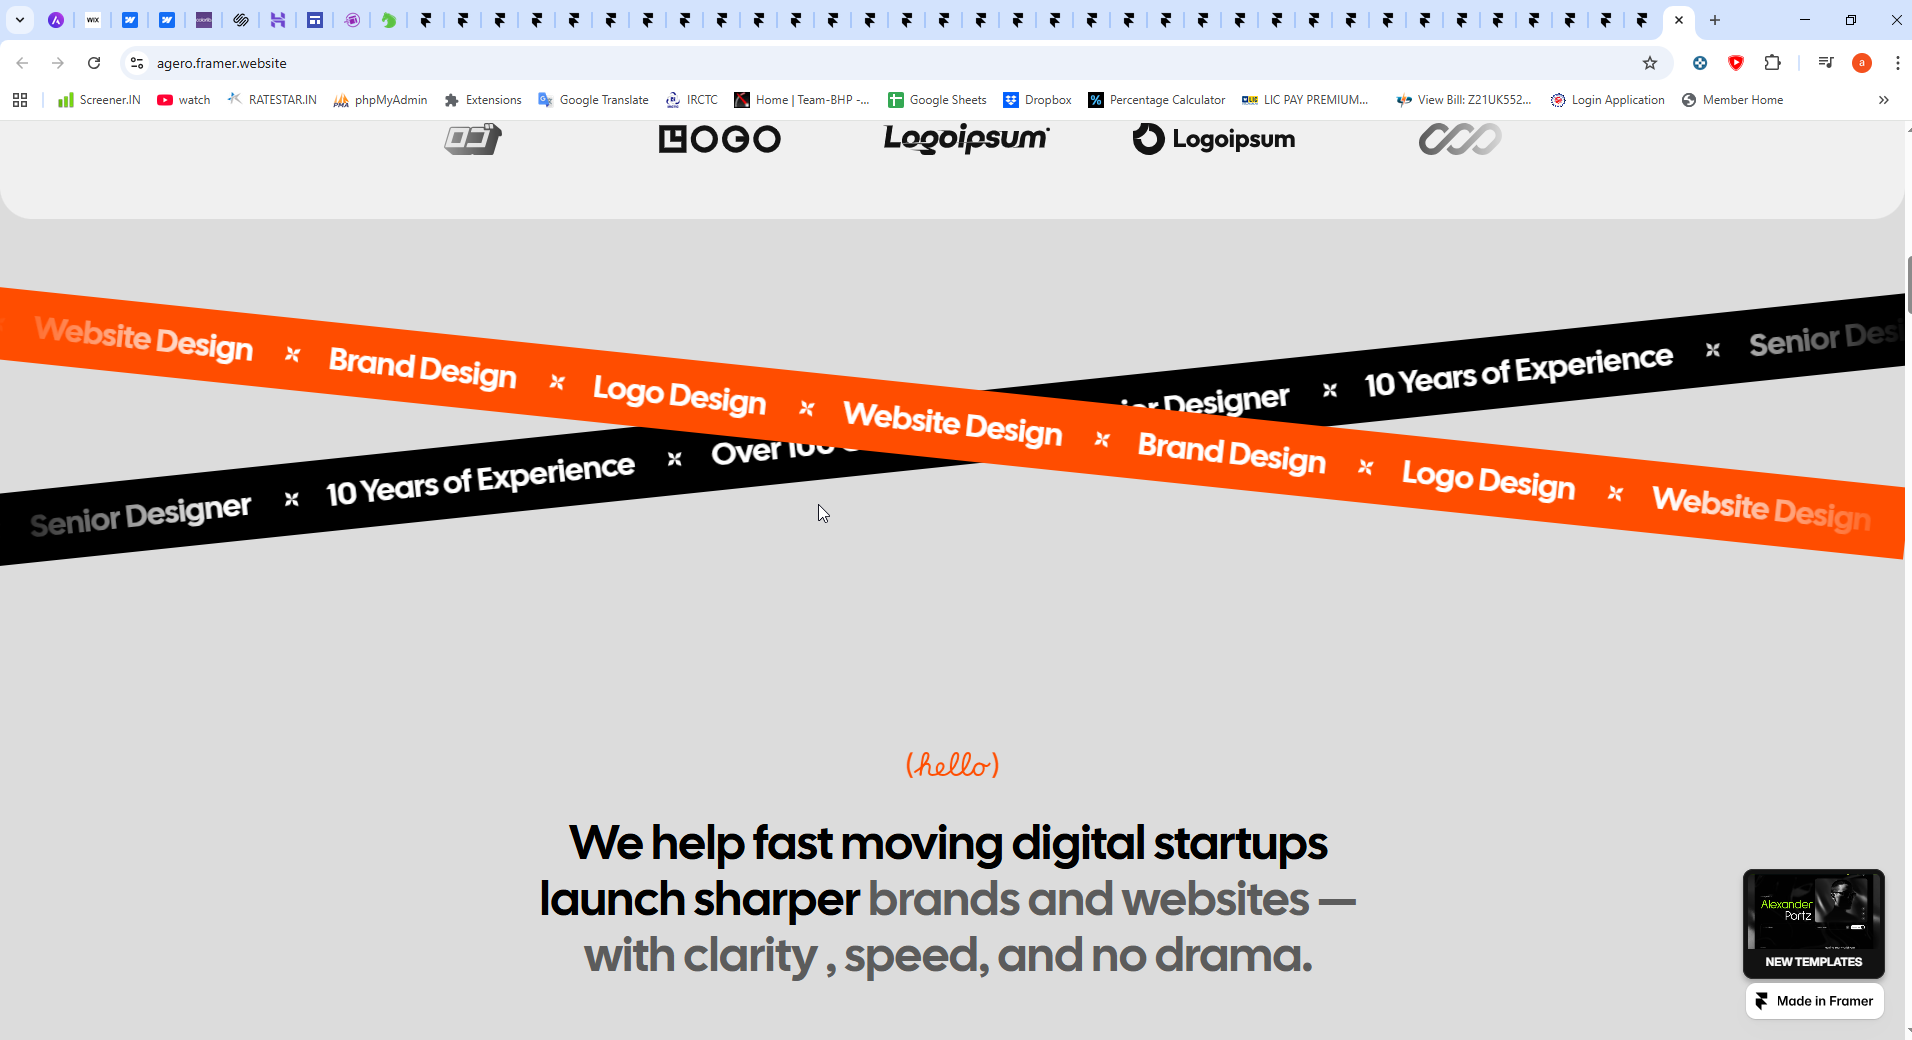 WIX
agero.framer.website
a
Screener.IN
watch
RATESTAR.IN
phpMyAdmin
Extensions
Google Translate
IRCTC
Home | Team-BHP -...
Google Sheets
Dropbox
Percentage Calculator
LIC PAY PREMIUM...
View Bill: Z21UK552...
Login Application
Member Home
LOGO
Logoipsum
Logoipsum
Website Design
Brand Design
Logo Design
Website Design
Brand Design
Logo Design
Website Design
Senior Designer
10 Years of Experience
Over 100
Designer
10 Years of Experience
Senior Desi
(hello)
We help fast moving digital startups
launch sharper brands and websites —
with clarity , speed, and no drama.
Alexander
Portz
NEW TEMPLATES
Made in Framer